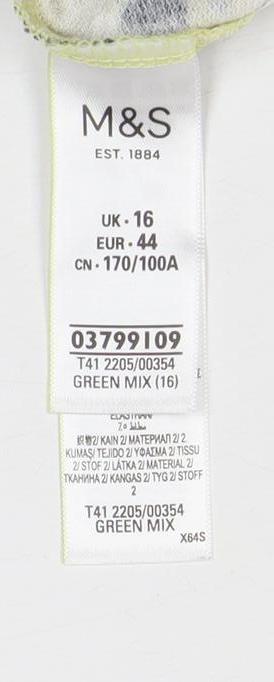 M&S
EST. 1884
UK • 16
EUR • 44
CN • 170/100A
03799109
T41 2205/00354
GREEN MIX (16)
织物2/ KAIN 2/ МАТЕРИАЛ 2/ 2
KUMAŞ/ TEJIDO 2/ ΥΦΑΣΜΑ 2/ TISSU
2/ STOF 2/ LÁTKA 2/ MATERIAL 2/
ТКАНИНА 2/ KANGAS 2/ TYG 2/ STOFF
2
T41 2205/00354
GREEN MIX
X64S